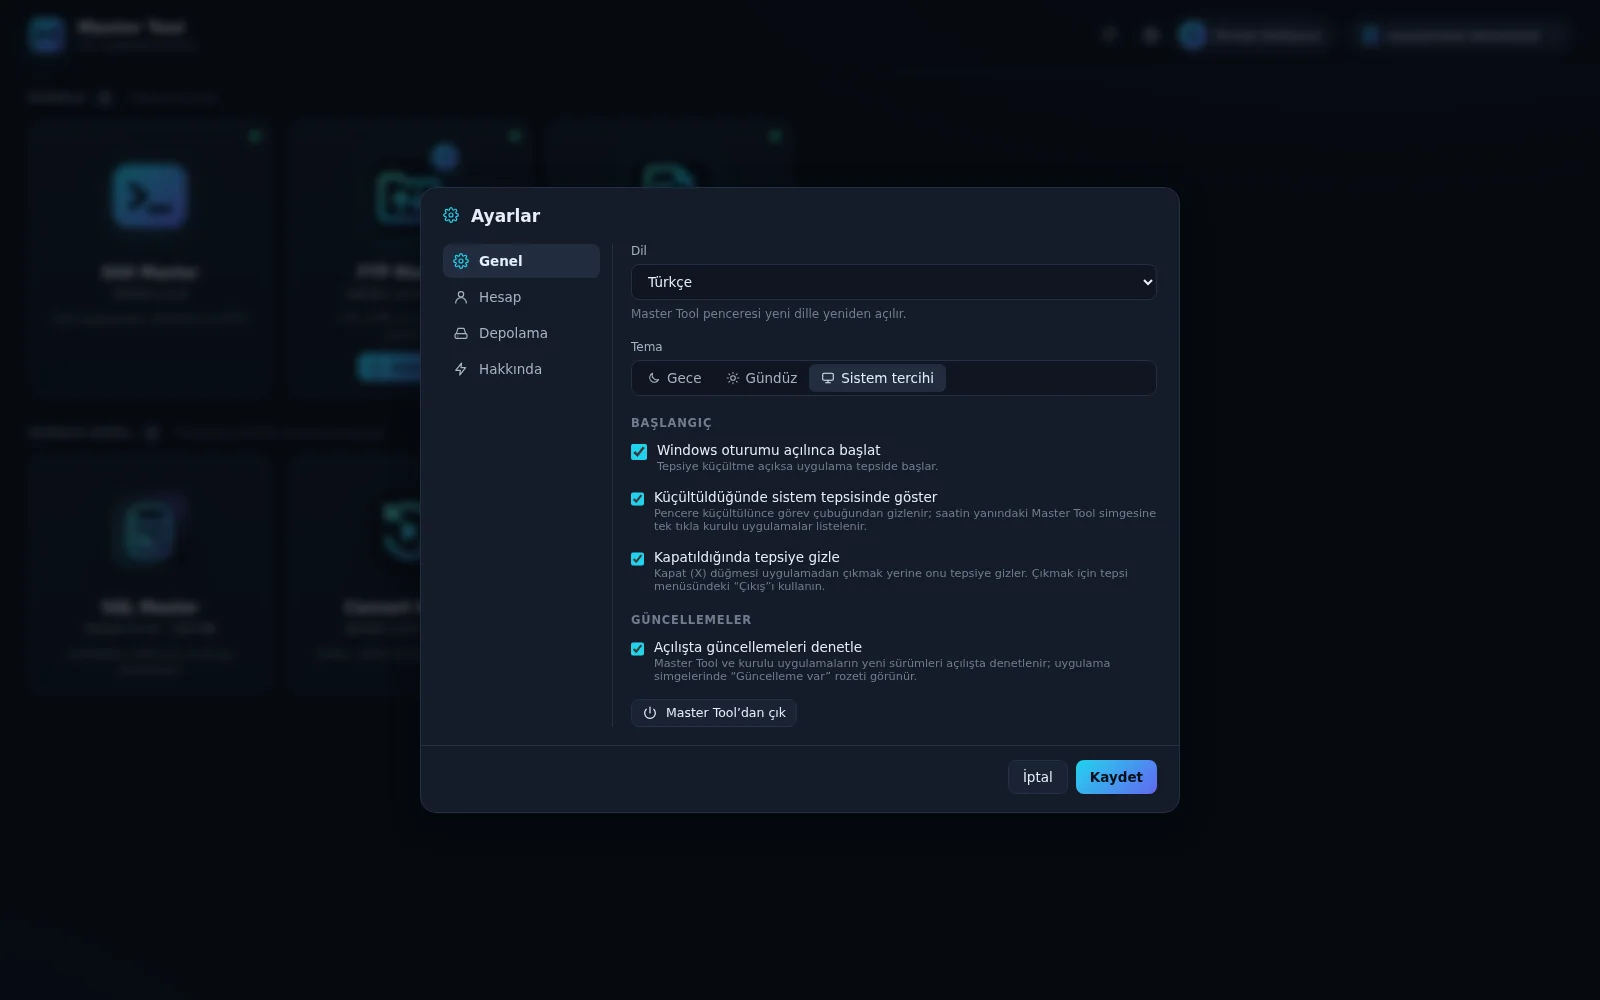 Master Tool
Ayarlar
Genel
Hesap
Depolama
Hakkında
Dil
Türkçe
Master Tool penceresi yeni dille yeniden açılır.
Tema
Gece
Gündüz
Sistem tercihi
BAŞLANGIÇ
Windows oturumu açılınca başlat
Tepsiye küçültme açıksa uygulama tepside başlar.
Küçültüldüğünde sistem tepsisinde göster
Pencere küçültülünce görev çubuğundan gizlenir; saatin yanındaki Master Tool simgesine
tek tıkla kurulu uygulamalar listelenir.
Kapatıldığında tepsiye gizle
Kapat (X) düğmesi uygulamadan çıkmak yerine onu tepsiye gizler. Çıkmak için tepsi
menüsündeki “Çıkış”ı kullanın.
GÜNCELLEMELER
Açılışta güncellemeleri denetle
Master Tool ve kurulu uygulamaların yeni sürümleri açılışta denetlenir; uygulama
simgelerinde “Güncelleme var” rozeti görünür.
Master Tool’dan çık
İptal
Kaydet